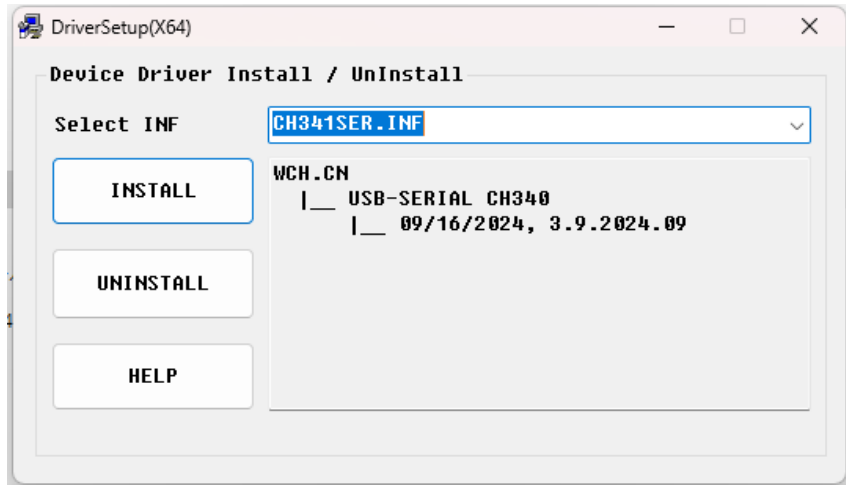 DriverSetup(X64)
Device Driver Install / UnInstall
Select INF
CH341SER.INF
INSTALL
WCH.CN
|__ USB-SERIAL CH340
|__ 09/16/2024, 3.9.2024.09
UNINSTALL
HELP